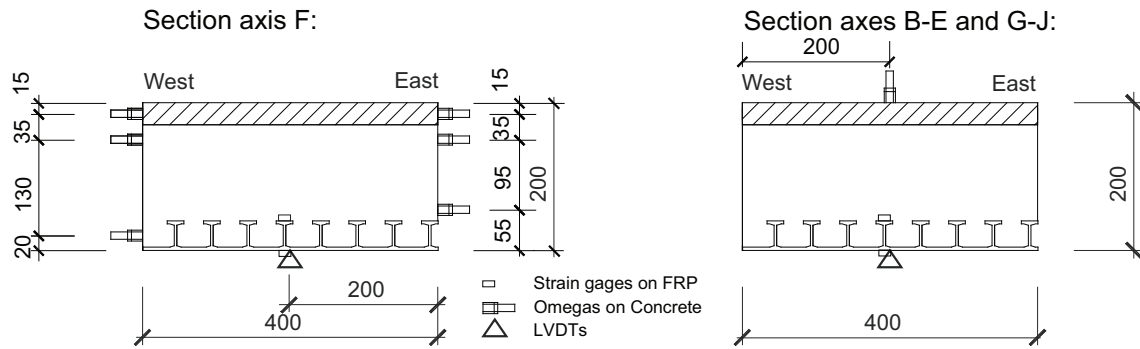 Section axis F:
Section axes B-E and G-J:
200
15
West
East
15
West
East
35
35
130
95
200
200
20
55
Strain gages on FRP
200
Omegas on Concrete
400
LVDTs
400